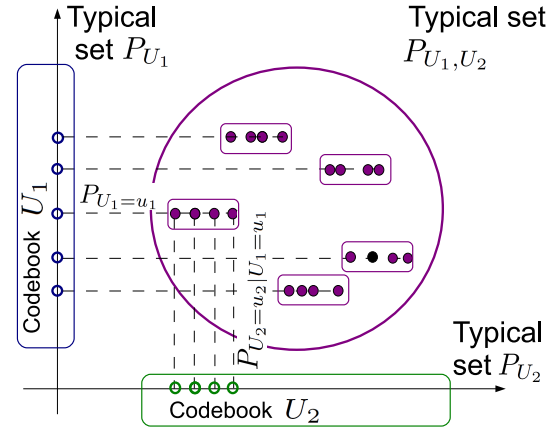 Typical
set P_{U_1}
Typical set
P_{U_1,U_2}
Codebook U_1
P_{U_1=u_1}
P_{U_2=u_2|U_1=u_1}
Typical
set P_{U_2}
Codebook U_2